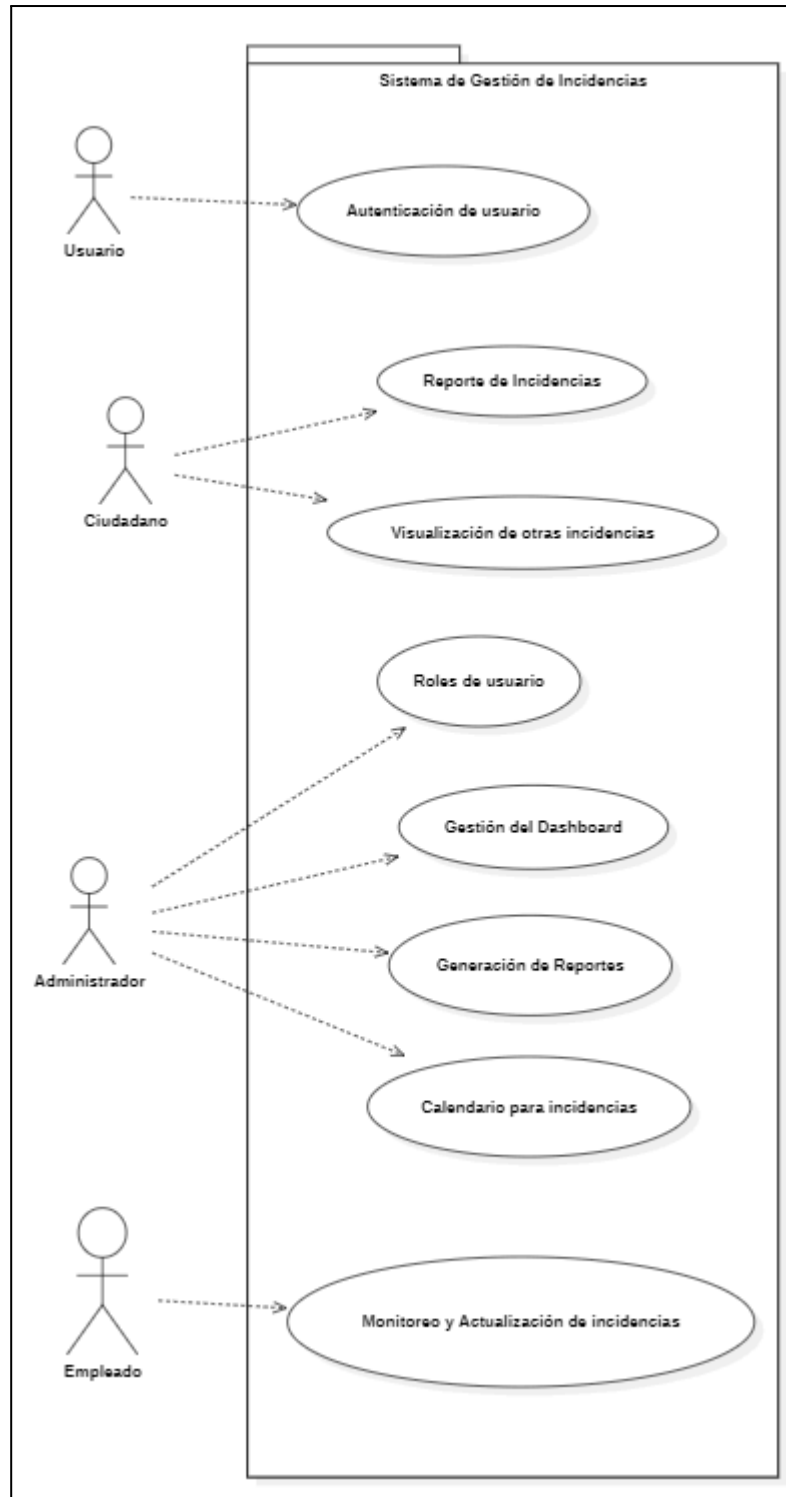 Sistema de Gestión de Incidencias
Autenticación de usuario
Usuario
Reporte de Incidencias
Ciudadano
Visualización de otras incidencias
Roles de usuario
Gestión del Dashboard
Administrador
Generación de Reportes
Calendario para incidencias
Monitoreo y Actualización de incidencias
Empleado